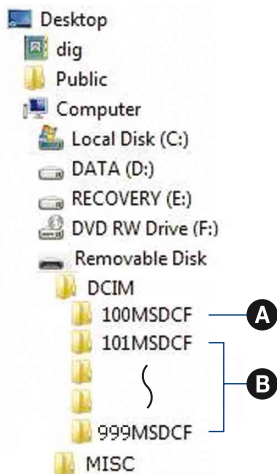 Desktop
dig
Public
Computer
Local Disk (C:)
DATA (D:)
RECOVERY (E:)
DVD RW Drive (F:)
Removable Disk
DCIM
100MSDCF A
101MSDCF
B
999MSDCF
MISC